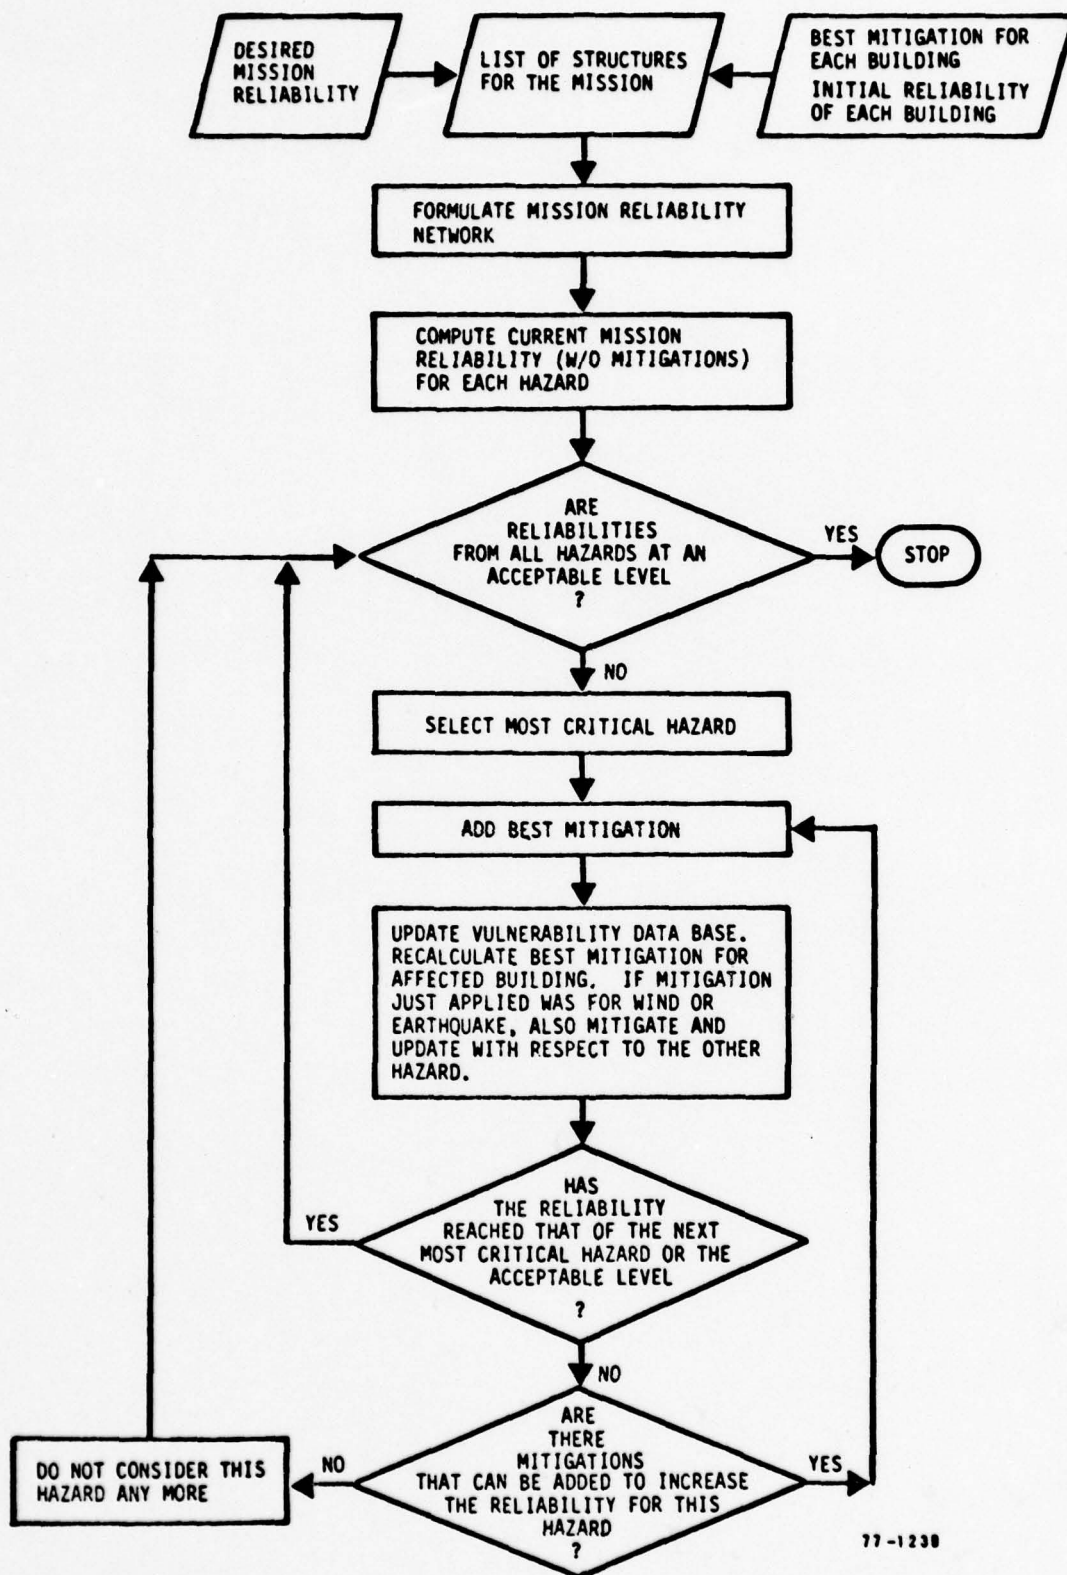 DESIRED
MISSION
RELIABILITY
LIST OF STRUCTURES
FOR THE MISSION
BEST MITIGATION FOR
EACH BUILDING
INITIAL RELIABILITY
OF EACH BUILDING
FORMULATE MISSION RELIABILITY
NETWORK
COMPUTE CURRENT MISSION
RELIABILITY (W/O MITIGATIONS)
FOR EACH HAZARD
ARE
RELIABILITIES
FROM ALL HAZARDS AT AN
ACCEPTABLE LEVEL
?
YES
STOP
NO
SELECT MOST CRITICAL HAZARD
ADD BEST MITIGATION
UPDATE VULNERABILITY DATA BASE.
RECALCULATE BEST MITIGATION FOR
AFFECTED BUILDING. IF MITIGATION
JUST APPLIED WAS FOR WIND OR
EARTHQUAKE, ALSO MITIGATE AND
UPDATE WITH RESPECT TO THE OTHER
HAZARD.
HAS
THE RELIABILITY
REACHED THAT OF THE NEXT
MOST CRITICAL HAZARD OR THE
ACCEPTABLE LEVEL
?
YES
NO
ARE
THERE
MITIGATIONS
THAT CAN BE ADDED TO INCREASE
THE RELIABILITY FOR THIS
HAZARD
?
YES
NO
DO NOT CONSIDER THIS
HAZARD ANY MORE